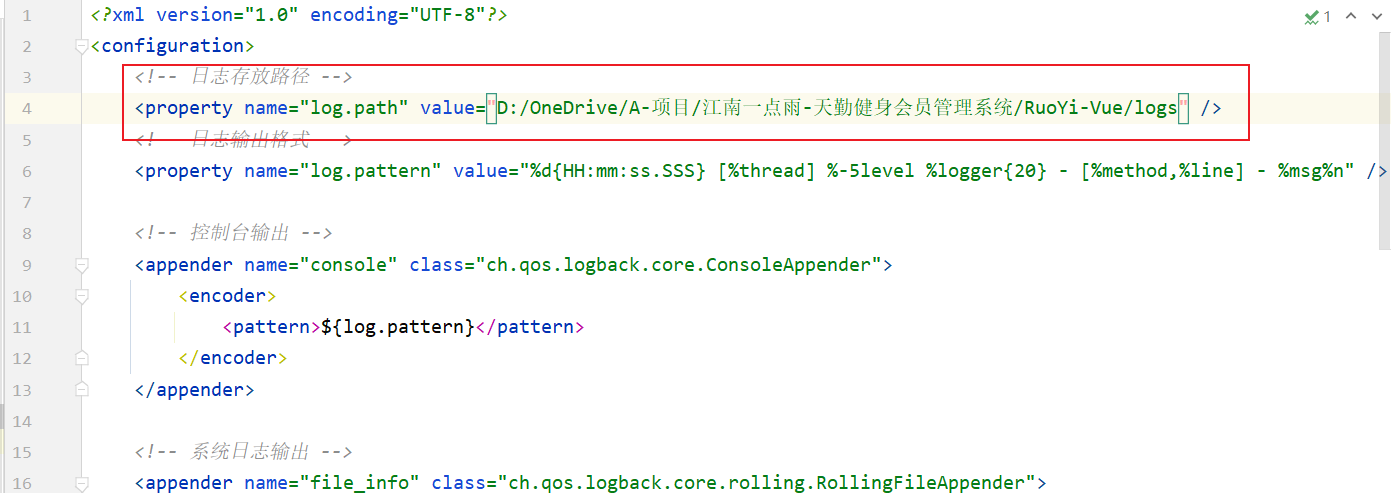 1 <?xml version="1.0" encoding="UTF-8"?> 1
2 <configuration>
3 <!-- 日志存放路径 -->
4 <property name="log.path" value="D:/OneDrive/A-项目/江南一点雨-天勤健身会员管理系统/RuoYi-Vue/logs" />
5 <!-- 日志输出格式 -->
6 <property name="log.pattern" value="%d{HH:mm:ss.SSS} [%thread] %-5level %logger{20} - [%method,%line] - %msg%n" />
7
8 <!-- 控制台输出 -->
9 <appender name="console" class="ch.qos.logback.core.ConsoleAppender">
10 <encoder>
11 <pattern>${log.pattern}</pattern>
12 </encoder>
13 </appender>
14
15 <!-- 系统日志输出 -->
16 <appender name="file_info" class="ch.qos.logback.core.rolling.RollingFileAppender">